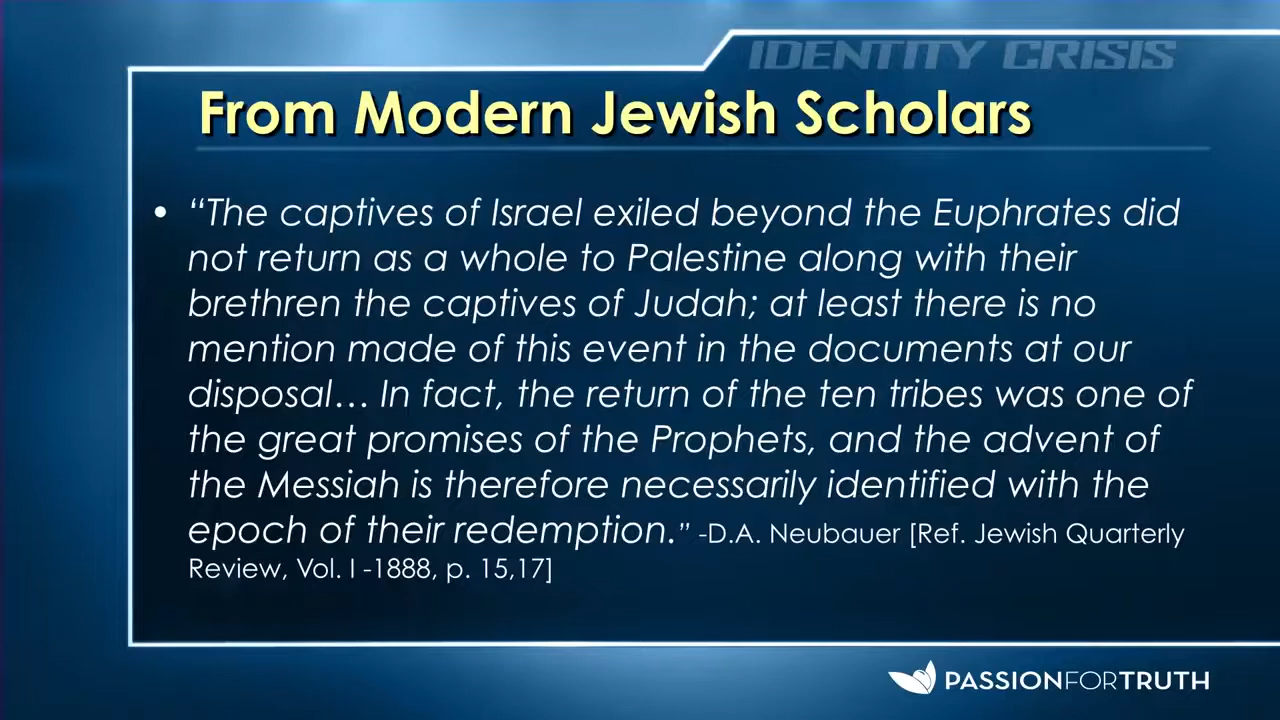 IDENTITY CRISIS
From Modern Jewish Scholars
• “The captives of Israel exiled beyond the Euphrates did
not return as a whole to Palestine along with their
brethren the captives of Judah; at least there is no
mention made of this event in the documents at our
disposal… In fact, the return of the ten tribes was one of
the great promises of the Prophets, and the advent of
the Messiah is therefore necessarily identified with the
epoch of their redemption.” -D.A. Neubauer [Ref. Jewish Quarterly
Review, Vol. I -1888, p. 15,17]
PASSIONFORTRUTH